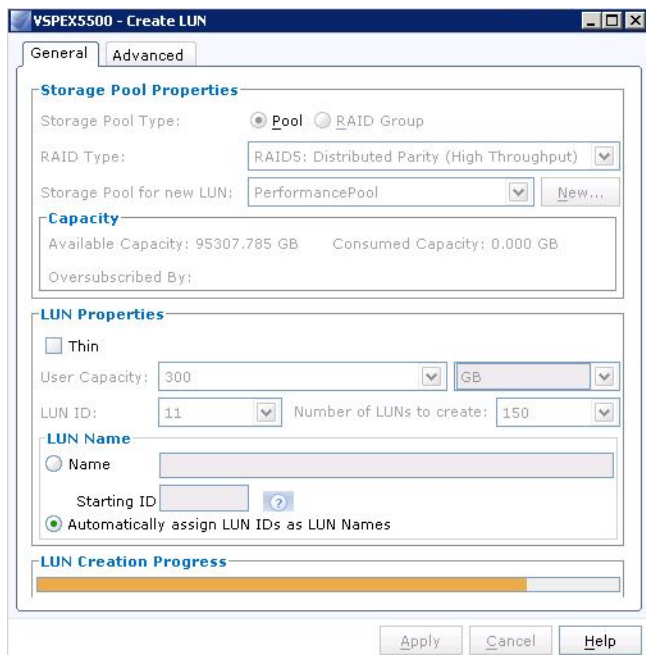 VSPEX5500 - Create LUN
General Advanced
Storage Pool Properties
Storage Pool Type: Pool RAID Group
RAID Type: RAID5: Distributed Parity (High Throughput)
Storage Pool for new LUN: PerformancePool New...
Capacity
Available Capacity: 95307.785 GB Consumed Capacity: 0.000 GB
Oversubscribed By:
LUN Properties
Thin
User Capacity: 300 GB
LUN ID: 11 Number of LUNs to create: 150
LUN Name
Name
Starting ID ?
Automatically assign LUN IDs as LUN Names
LUN Creation Progress
Apply Cancel Help